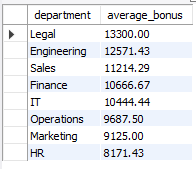 department average_bonus
Legal 13300.00
Engineering 12571.43
Sales 11214.29
Finance 10666.67
IT 10444.44
Operations 9687.50
Marketing 9125.00
HR 8171.43